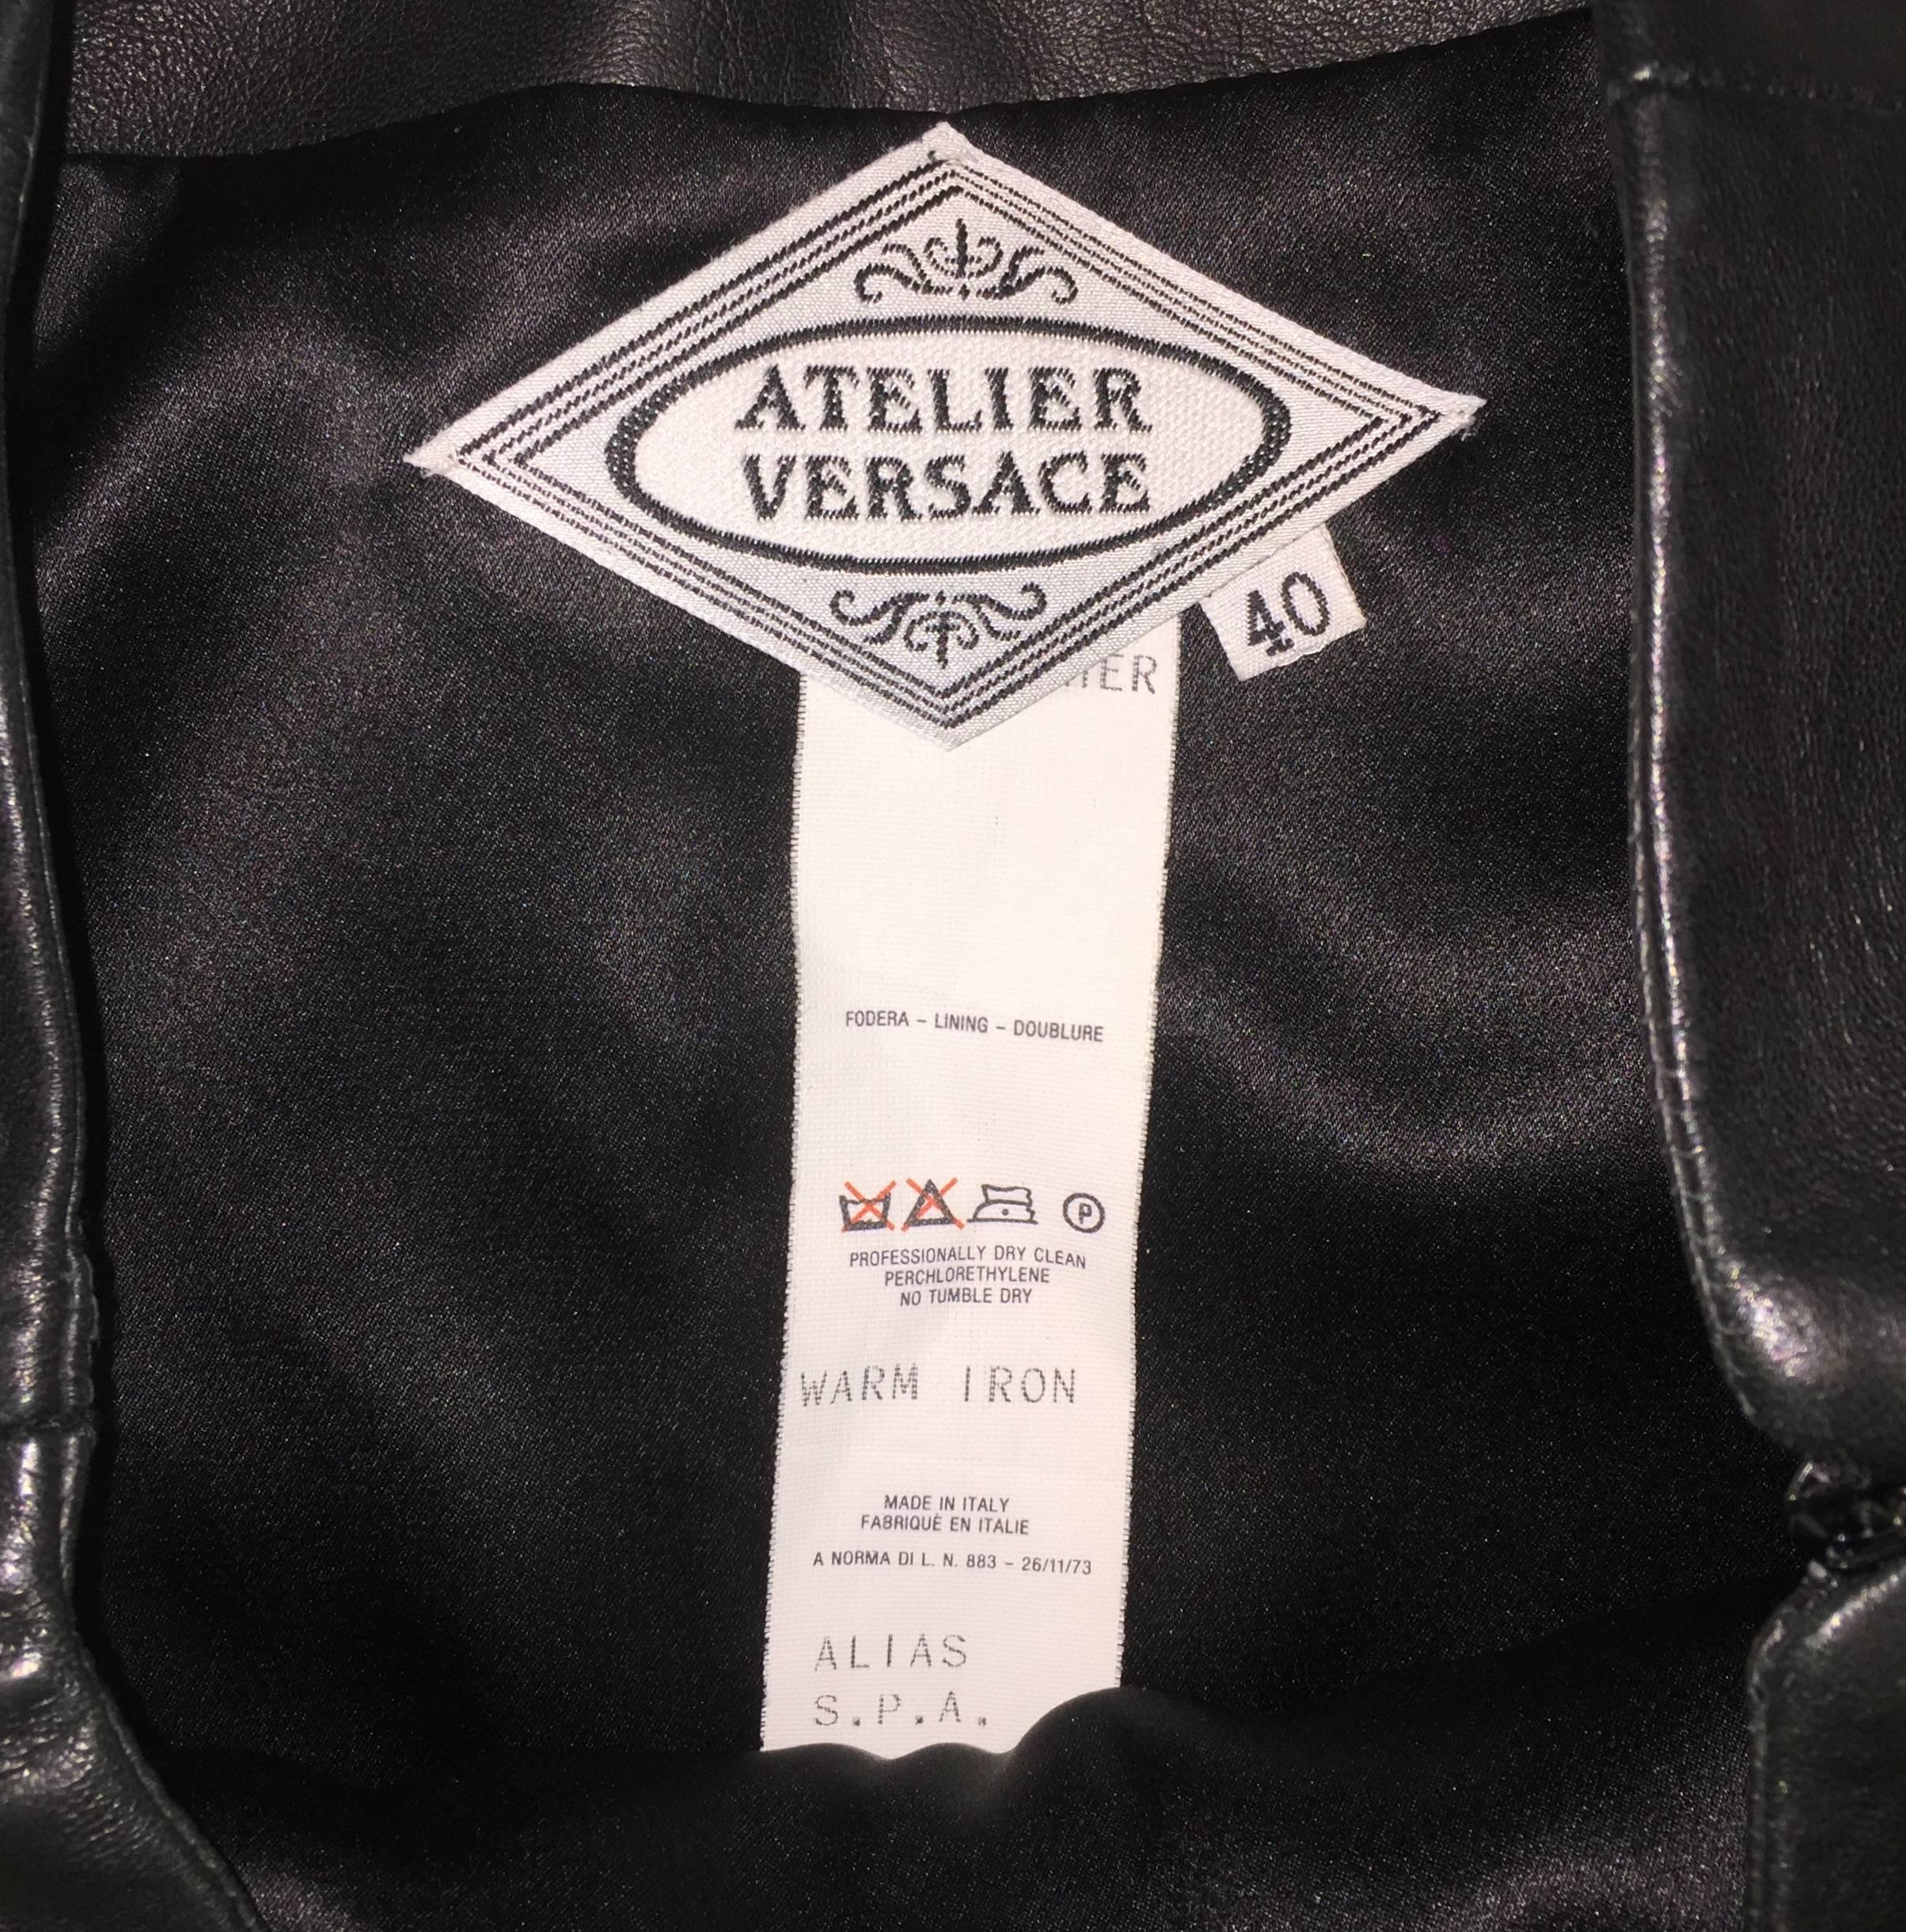 ATELIER
VERSACE
40
FODERA – LINING – DOUBLURE
P
PROFESSIONALLY DRY CLEAN
PERCHLORETHYLENE
NO TUMBLE DRY
WARM IRON
MADE IN ITALY
FABRIQUÈ EN ITALIE
A NORMA DI L. N. 883 – 26/11/73
ALIAS
S.P.A.